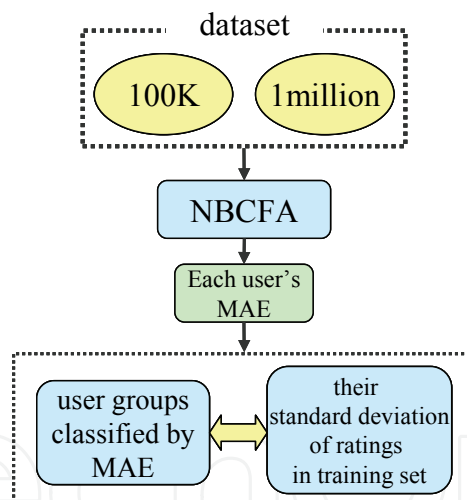 dataset
100K
1million
NBCFA
Each user's
MAE
user groups
classified by
MAE
their
standard deviation
of ratings
in training set